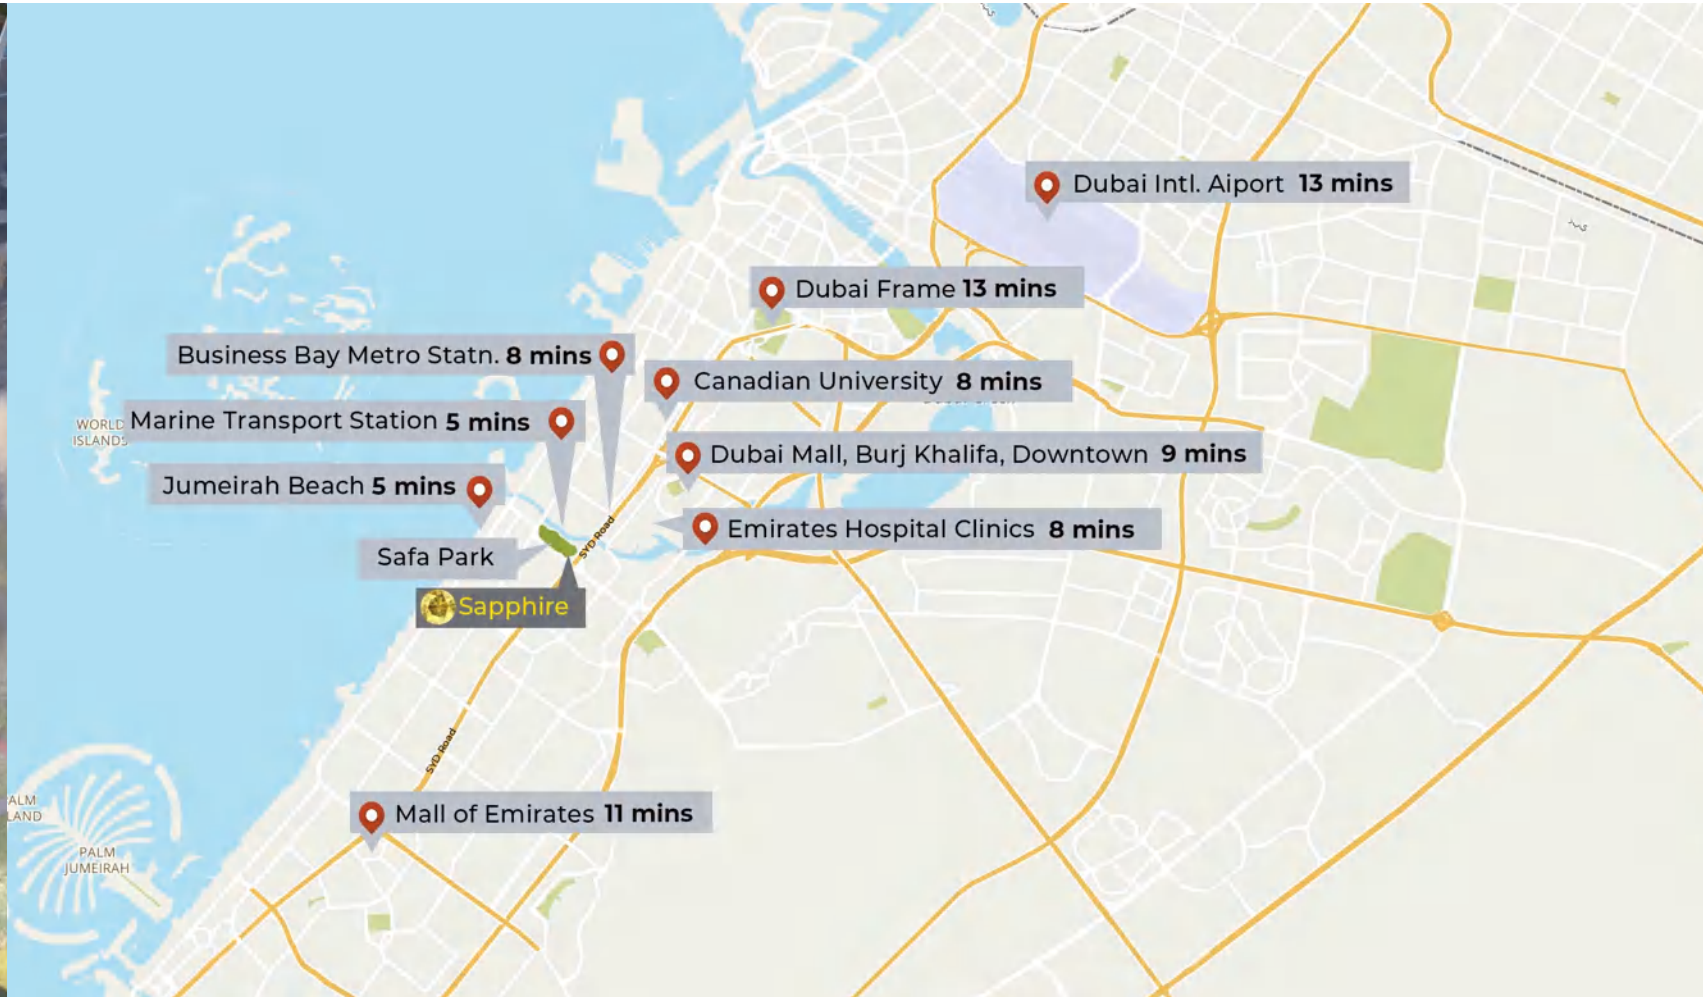 Dubai Intl. Aiport 13 mins
Dubai Frame 13 mins
Business Bay Metro Statn. 8 mins
Canadian University 8 mins
WORLD
ISLANDS
Marine Transport Station 5 mins
Dubai Mall, Burj Khalifa, Downtown 9 mins
Jumeirah Beach 5 mins
Emirates Hospital Clinics 8 mins
SYD Road
Safa Park
Sapphire
SYD Road
Mall of Emirates 11 mins
ALM
LAND
PALM
JUMEIRAH